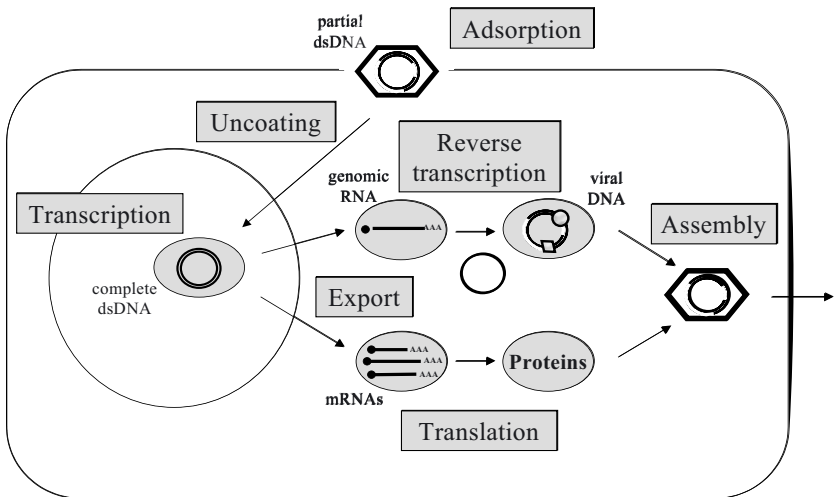 partial
dsDNA
Adsorption
Uncoating
Reverse
transcription
genomic
RNA
viral
DNA
Transcription
AAA
Assembly
complete
dsDNA
Export
AAA
AAA
AAA
Proteins
mRNAs
Translation